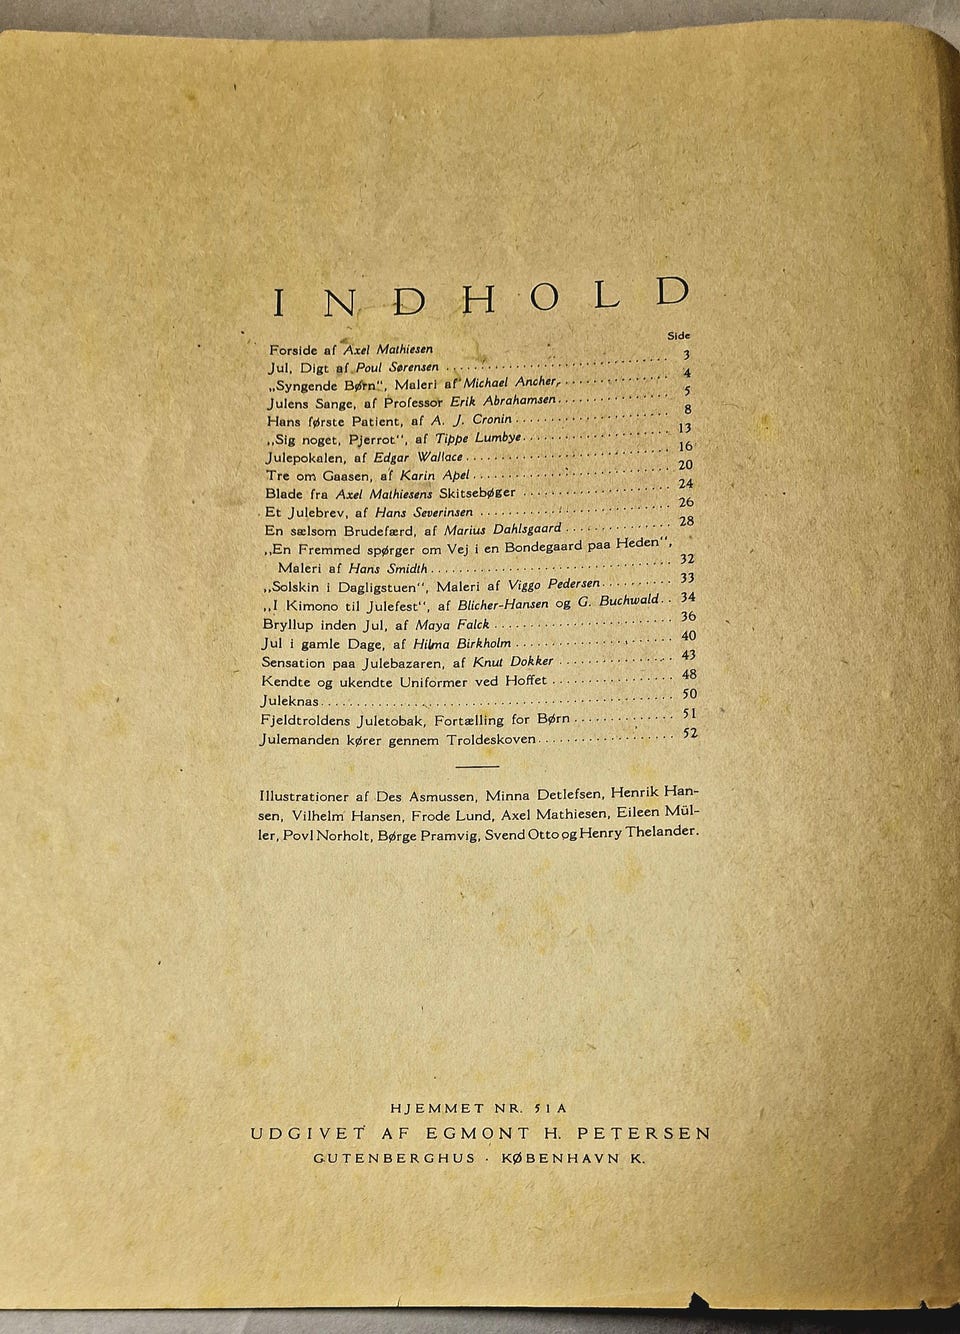 INDHOLD
Side
Forside af Axel Mathiesen
Jul, Digt af Poul Sørensen . . . . . . . . . . . . . . . . . . . . . . . . . . . . . 3
„Syngende Børn“, Maleri af Michael Ancher, . . . . . . . . . . . . . . 4
Julens Sange, af Professor Erik Abrahamsen . . . . . . . . . . . . . . 5
Hans første Patient, af A. J. Cronin . . . . . . . . . . . . . . . . . . . . 8
„Sig noget, Pjerrot“, af Tippe Lumbye . . . . . . . . . . . . . . . . . . . 13
Julepokalen, af Edgar Wallace . . . . . . . . . . . . . . . . . . . . . . . . . 16
Tre om Gaasen, af Karin Apel . . . . . . . . . . . . . . . . . . . . . . . . . 20
Blade fra Axel Mathiesens Skitsebøger . . . . . . . . . . . . . . . . . . . 24
Et Julebrev, af Hans Severinsen . . . . . . . . . . . . . . . . . . . . . . . . 26
En sælsom Brudefærd, af Marius Dahlsgaard . . . . . . . . . . . . . 28
„En Fremmed spørger om Vej i en Bondegaard paa Heden“,
Maleri af Hans Smidth . . . . . . . . . . . . . . . . . . . . . . . . . . . . . . 32
„Solskin i Dagligstuen“, Maleri af Viggo Pedersen . . . . . . . . . . 33
„I Kimono til Julefest“, af Blicher-Hansen og G. Buchwald . . 34
Bryllup inden Jul, af Maya Falck . . . . . . . . . . . . . . . . . . . . . . . 36
Jul i gamle Dage, af Hilma Birkholm . . . . . . . . . . . . . . . . . . . . 40
Sensation paa Julebazaren, af Knut Dokker . . . . . . . . . . . . . . 43
Kendte og ukendte Uniformer ved Hoffet . . . . . . . . . . . . . . . . 48
Juleknas . . . . . . . . . . . . . . . . . . . . . . . . . . . . . . . . . . . . . . . . . . 50
Fjeldtroldens Juletobak, Fortælling for Børn . . . . . . . . . . . . . 51
Julemanden kører gennem Troldeskoven . . . . . . . . . . . . . . . . . 52
Illustrationer af Des Asmussen, Minna Detlefsen, Henrik Han-
sen, Vilhelm Hansen, Frode Lund, Axel Mathiesen, Eileen Mül-
ler, Povl Norholt, Børge Pramvig, Svend Otto og Henry Thelander.
HJEMMET NR. 51 A
UDGIVET AF EGMONT H. PETERSEN
GUTENBERGHUS · KØBENHAVN K.